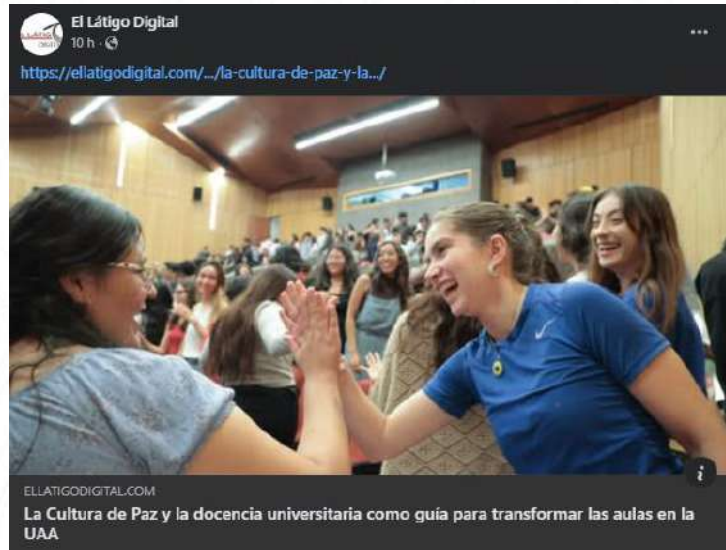 El Látigo Digital
10 h ·
...
https://ellatigodigital.com/.../la-cultura-de-paz-y-la.../
ELLATIGODIGITAL.COM
La Cultura de Paz y la docencia universitaria como guía para transformar las aulas en la
UAA